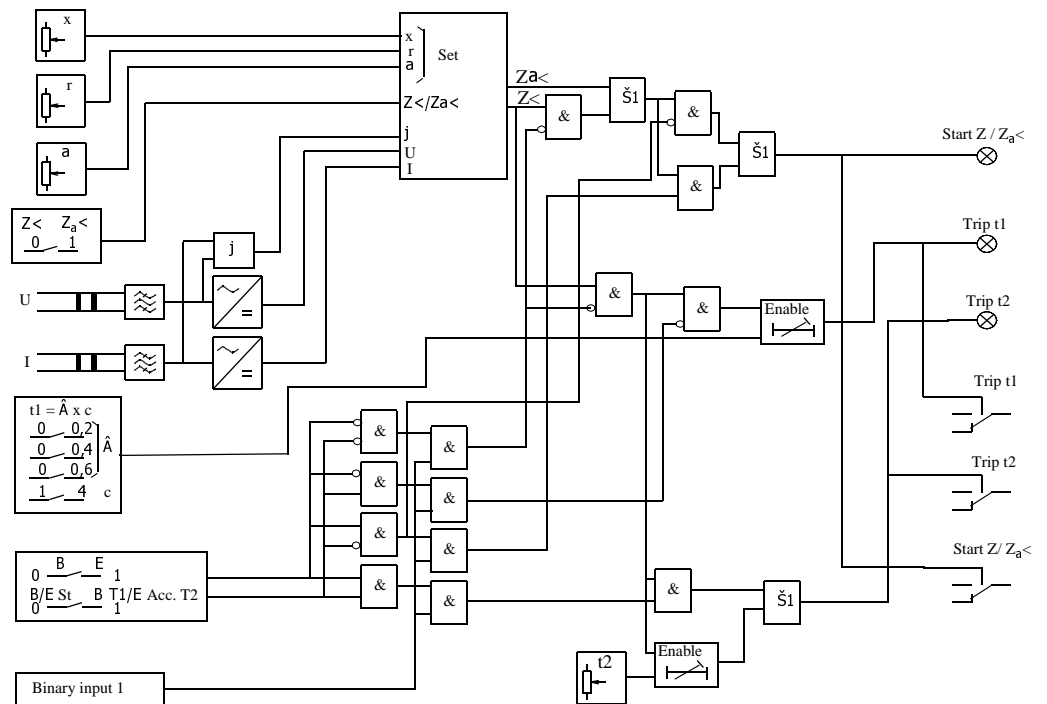 x
x
r
Set
a
r
Za<
Z<
Z</Za<
Š1
&
&
j
Start Z / Za<
a
U
Š1
I
&
Z< Za<
Trip t1
0 1
j
&
Trip t2
U
&
Enable
=
I
=
Trip t1
t1 = Â x c
0 0,2
&
0 0,4
Â
&
Trip t2
0 0,6
&
1 4 c
&
&
Start Z/ Za<
&
B E
0 1
&
&
&
B/E St B T1/E Acc. T2
0 1
Š1
t2
Enable
Binary input 1